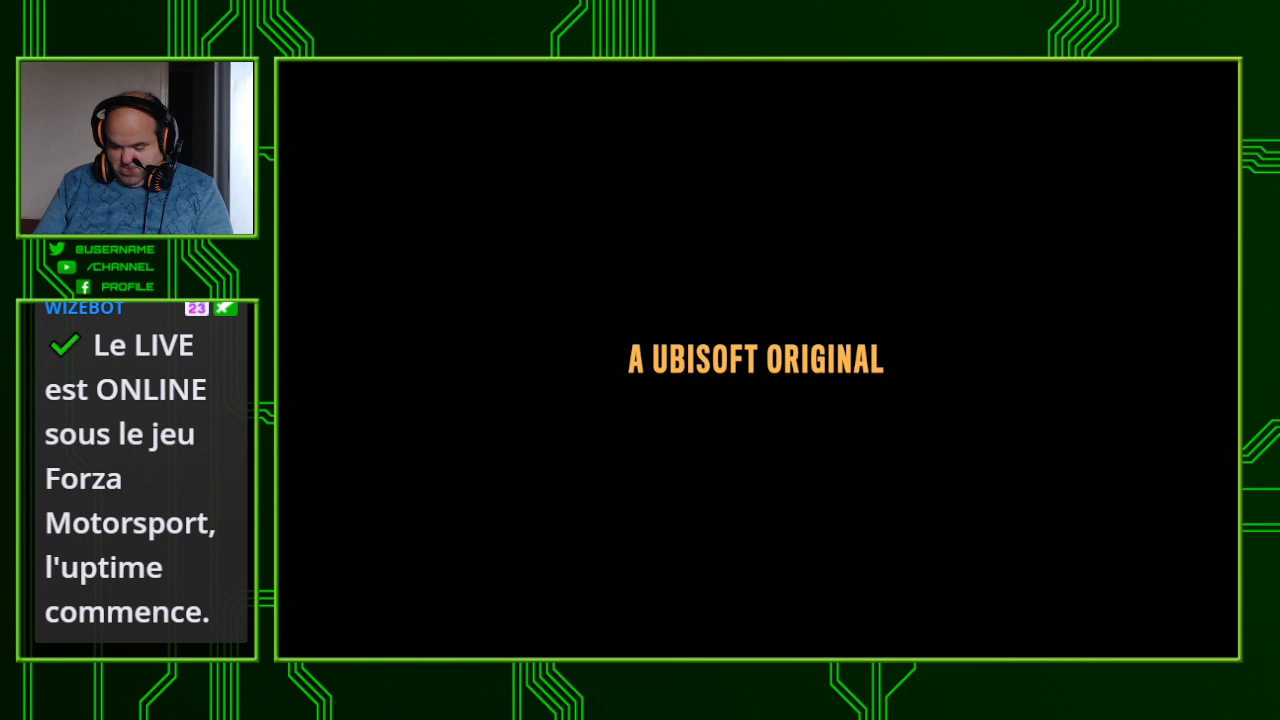 @USERNAME
/CHANNEL
PROFILE
WIZEBOT 23
Le LIVE
est ONLINE
sous le jeu
Forza
Motorsport,
l'uptime
commence.
A UBISOFT ORIGINAL